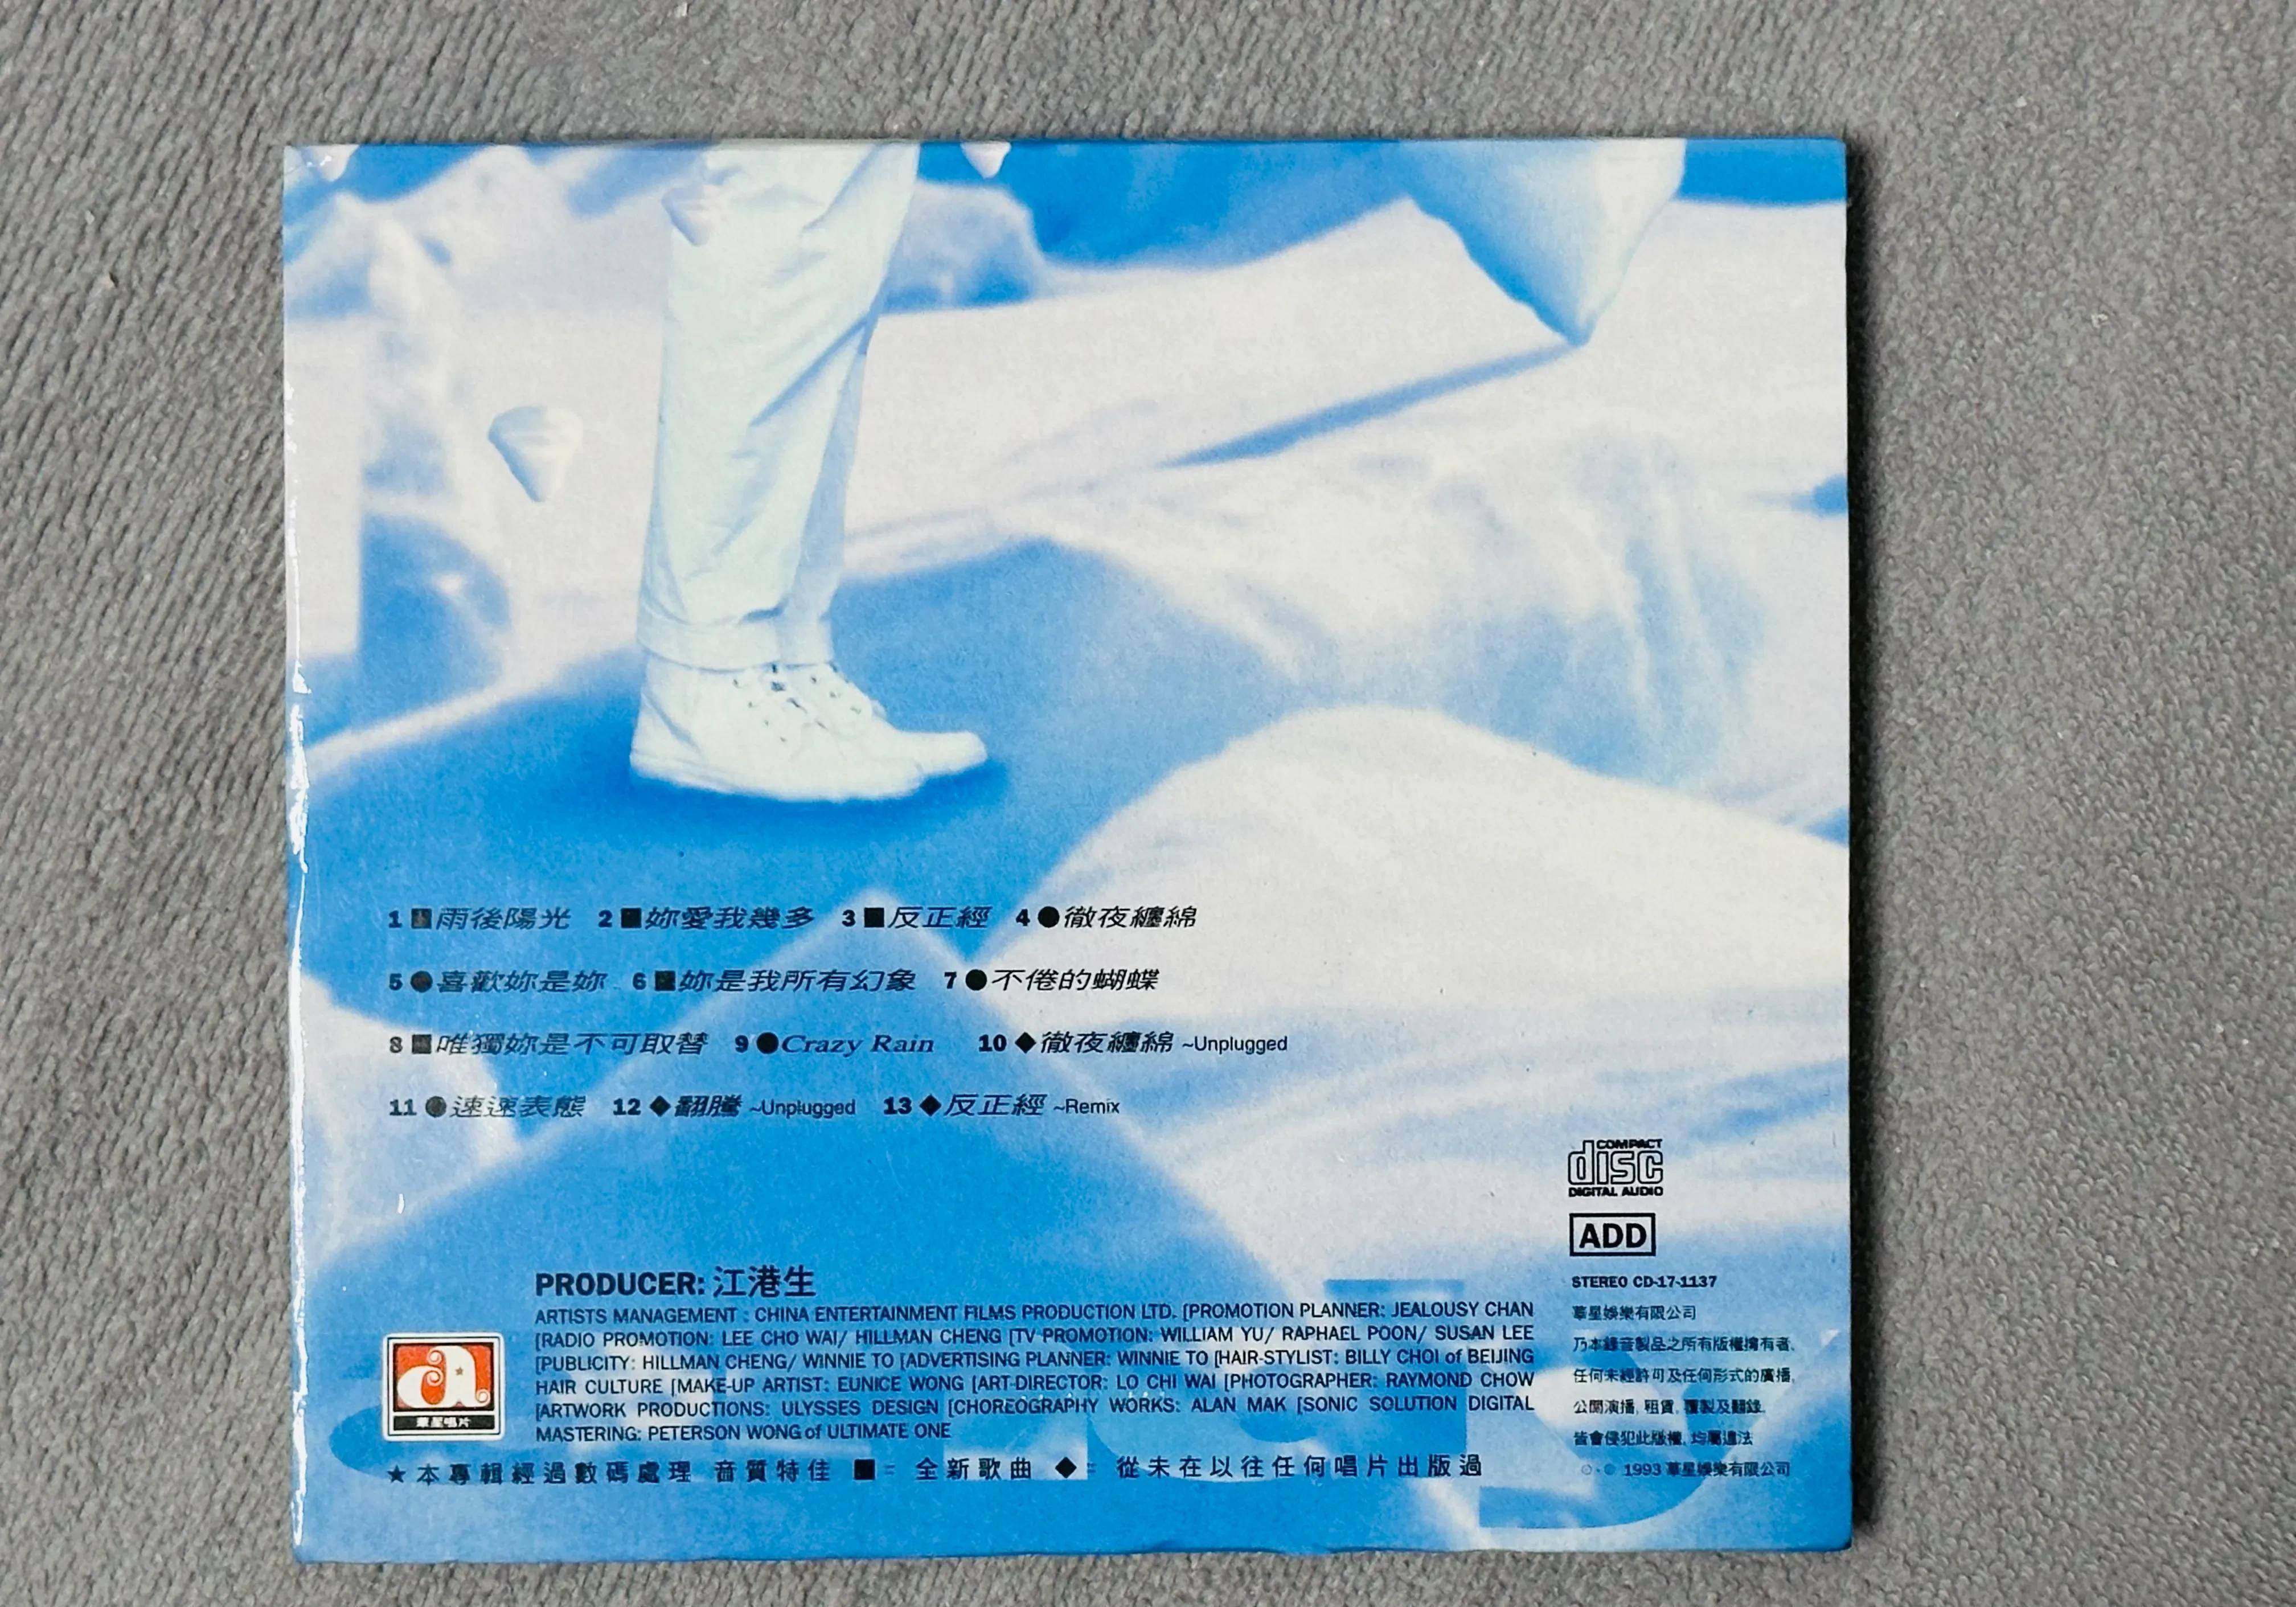 1 ■雨後陽光 2 ■妳愛我幾多 3 ■反正經 4 ●徹夜纏綿
5 ●喜歡妳是妳 6 ■妳是我所有幻象 7 ●不倦的蝴蝶
8 ■唯獨妳是不可取替 9 ●Crazy Rain 10 ◆徹夜纏綿 ~Unplugged
11 ●速速表態 12 ◆翻騰 ~Unplugged 13 ◆反正經 ~Remix
COMPACT
disc
DIGITAL AUDIO
ADD
STEREO CD-17-1137
華星娛樂有限公司
乃本錄音製品之所有版權擁有者,
任何未經許可及任何形式的廣播,
公開演播, 租賃, 覆製及翻錄,
皆會侵犯此版權, 均屬違法
1993 華星娛樂有限公司
PRODUCER: 江港生
ARTISTS MANAGEMENT : CHINA ENTERTAINMENT FILMS PRODUCTION LTD. [PROMOTION PLANNER: JEALOUSY CHAN
[RADIO PROMOTION: LEE CHO WAI/ HILLMAN CHENG [TV PROMOTION: WILLIAM YU/ RAPHAEL POON/ SUSAN LEE
[PUBLICITY: HILLMAN CHENG/ WINNIE TO [ADVERTISING PLANNER: WINNIE TO [HAIR-STYLIST: BILLY CHOI of BEIJING
HAIR CULTURE [MAKE-UP ARTIST: EUNICE WONG [ART-DIRECTOR: LO CHI WAI [PHOTOGRAPHER: RAYMOND CHOW
[ARTWORK PRODUCTIONS: ULYSSES DESIGN [CHOREOGRAPHY WORKS: ALAN MAK [SONIC SOLUTION DIGITAL
MASTERING: PETERSON WONG of ULTIMATE ONE
a
華星唱片
★本專輯經過數碼處理 音質特佳 ■= 全新歌曲 ◆= 從未在以往任何唱片出版過